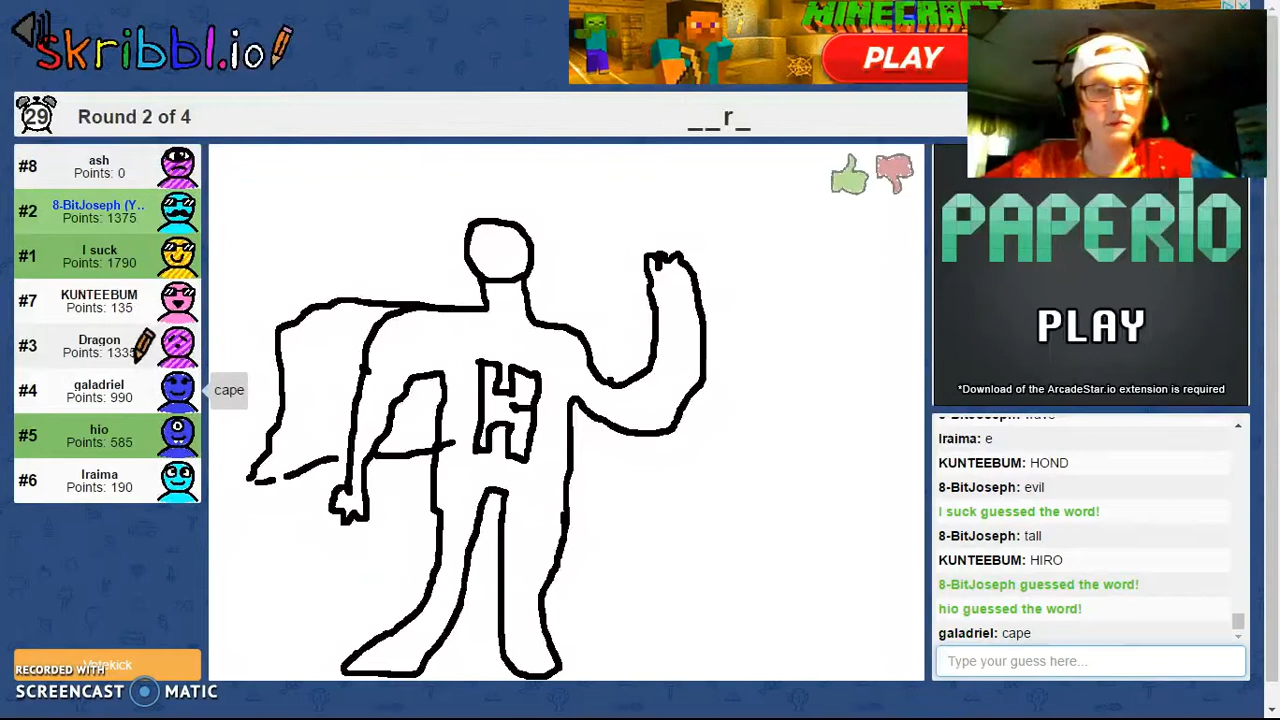 skribbl.io
MINECRAFT
PLAY
29
Round 2 of 4
__r_
#8 ash
Points: 0
#2 8-BitJoseph (Y..
Points: 1375
#1 I suck
Points: 1790
#7 KUNTEEBUM
Points: 135
#3 Dragon
Points: 1335
#4 galadriel
Points: 990
cape
#5 hio
Points: 585
#6 Iraima
Points: 190
H
PAPERIO
PLAY
*Download of the ArcadeStar.io extension is required
Iraima: e
KUNTEEBUM: HOND
8-BitJoseph: evil
I suck guessed the word!
8-BitJoseph: tall
KUNTEEBUM: HIRO
8-BitJoseph guessed the word!
hio guessed the word!
galadriel: cape
Type your guess here...
RECORDED WITH
SCREENCAST MATIC